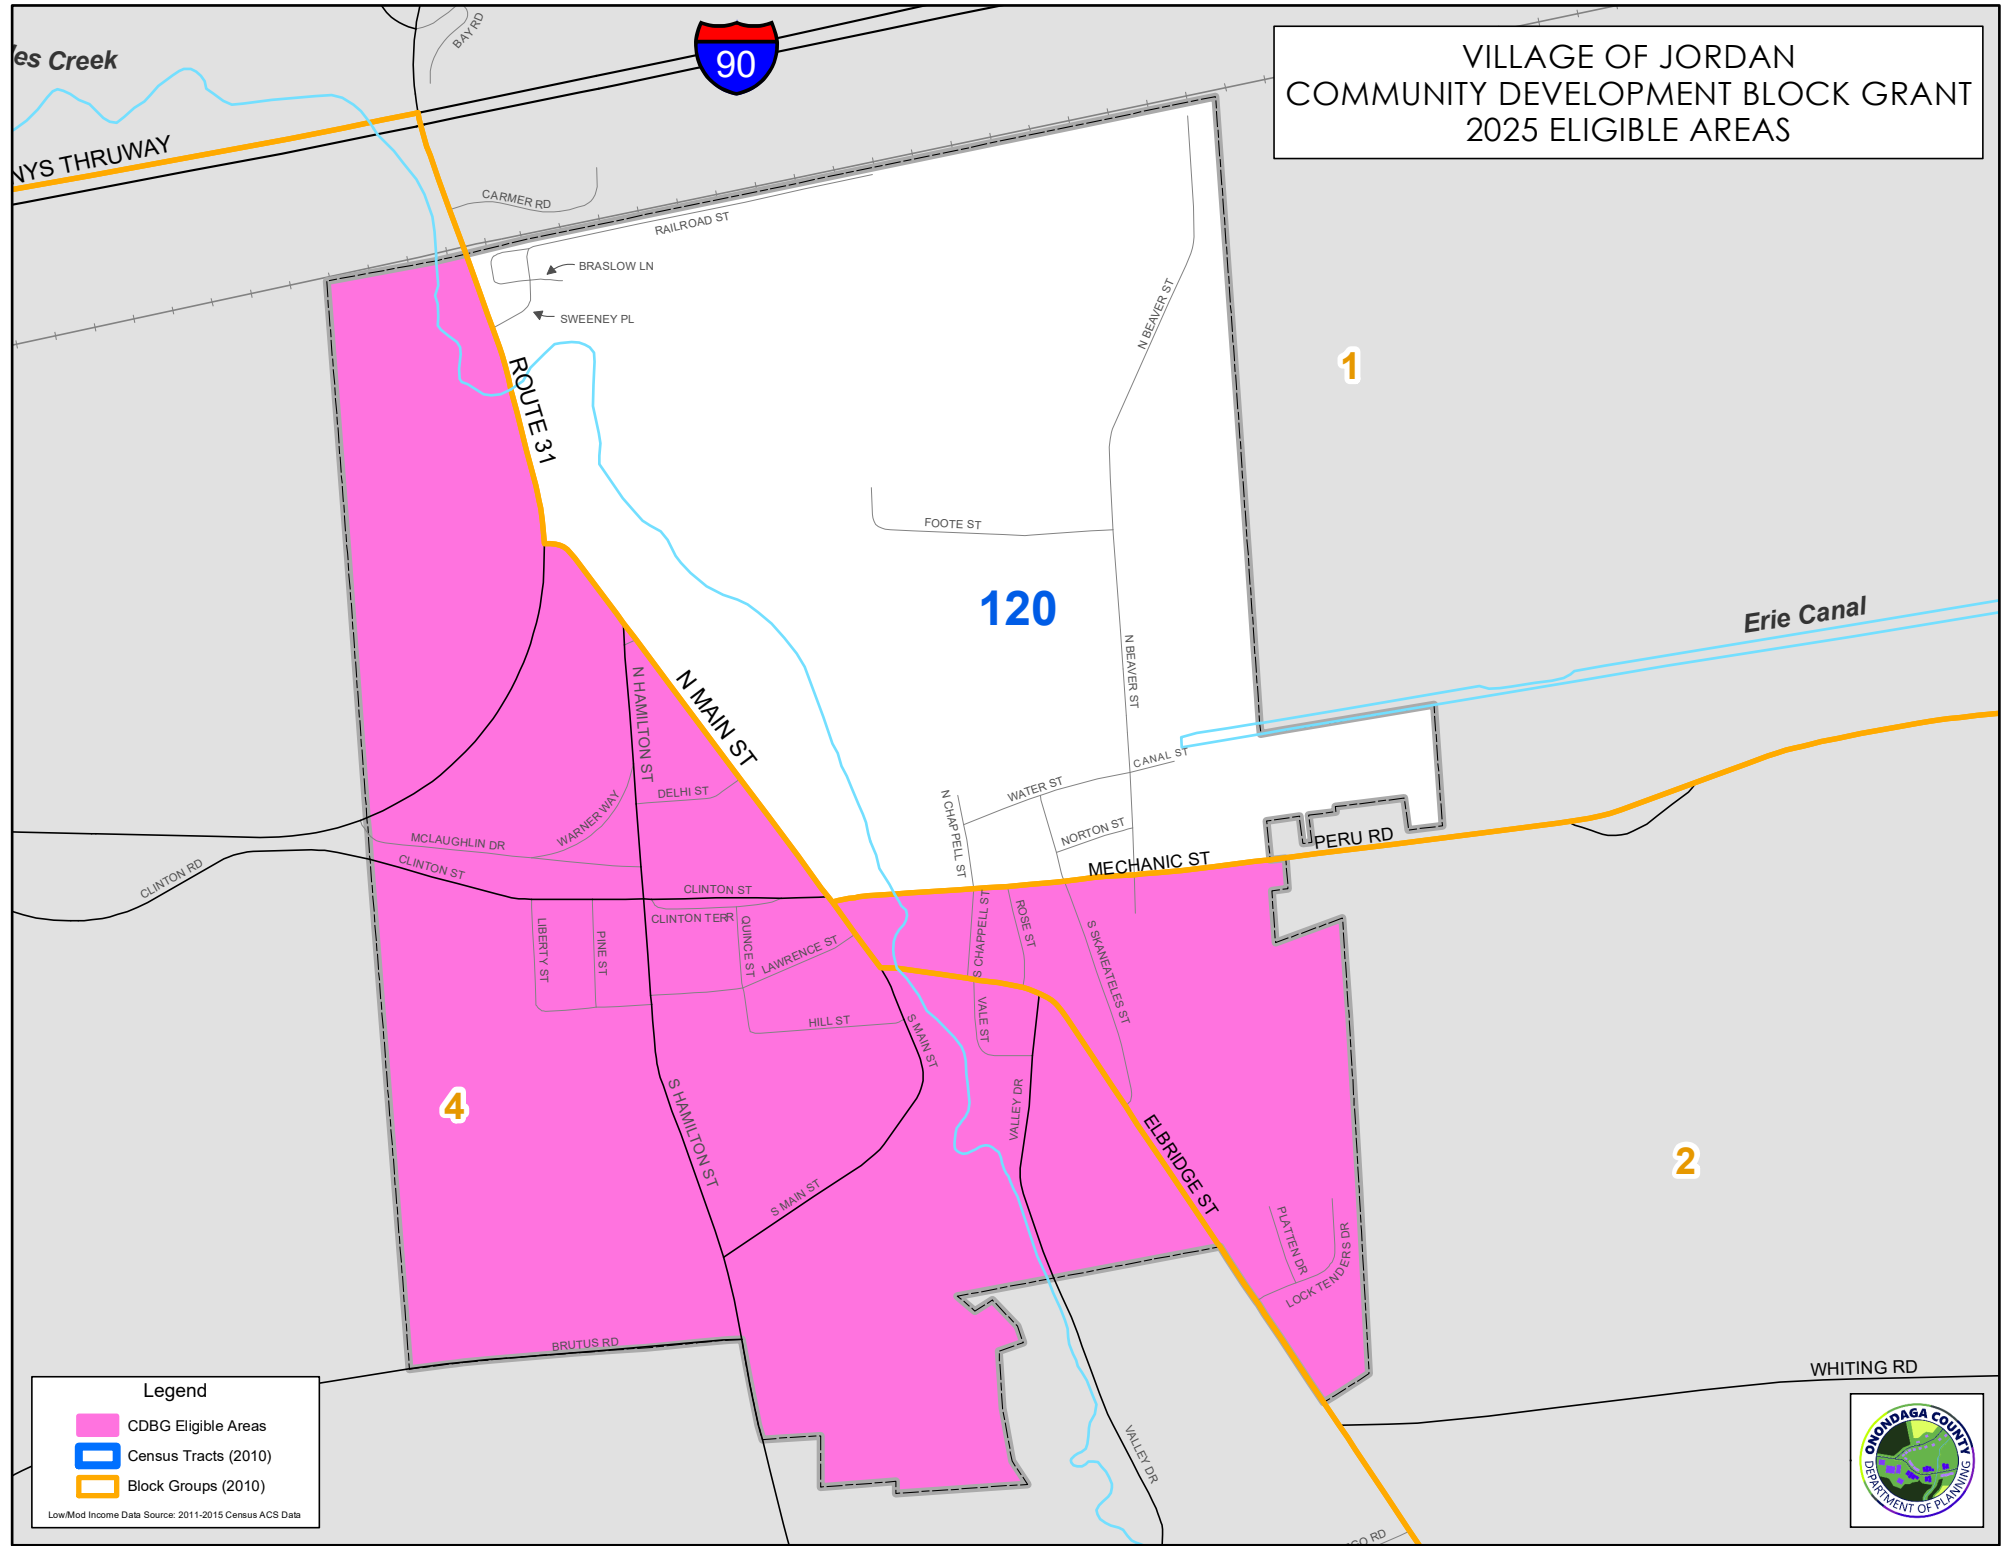 VILLAGE OF JORDAN
COMMUNITY DEVELOPMENT BLOCK GRANT
2025 ELIGIBLE AREAS
BAY RD
90
les Creek
NYS THRUWAY
CARMER RD
RAILROAD ST
BRASLOW LN
SWEENEY PL
N BEAVER ST
ROUTE 31
1
FOOTE ST
120
Erie Canal
N BEAVER ST
N HAMILTON ST
N MAIN ST
CANAL ST
WATER ST
DELHI ST
WARNER WAY
N CHAPPELL ST
NORTON ST
MCLAUGHLIN DR
PERU RD
MECHANIC ST
CLINTON RD
CLINTON ST
CLINTON ST
CLINTON TERR
LIBERTY ST
PINE ST
QUINCE ST
LAWRENCE ST
S CHAPPELL ST
ROSE ST
S SKANEATELES ST
HILL ST
S MAIN ST
VALE ST
4
S HAMILTON ST
VALLEY DR
ELBRIDGE ST
2
S MAIN ST
PLATTEN DR
LOCK TENDERS DR
BRUTUS RD
WHITING RD
VALLEY DR
GO RD
Legend
CDBG Eligible Areas
Census Tracts (2010)
Block Groups (2010)
Low/Mod Income Data Source: 2011-2015 Census ACS Data
ONONDAGA COUNTY
DEPARTMENT OF PLANNING